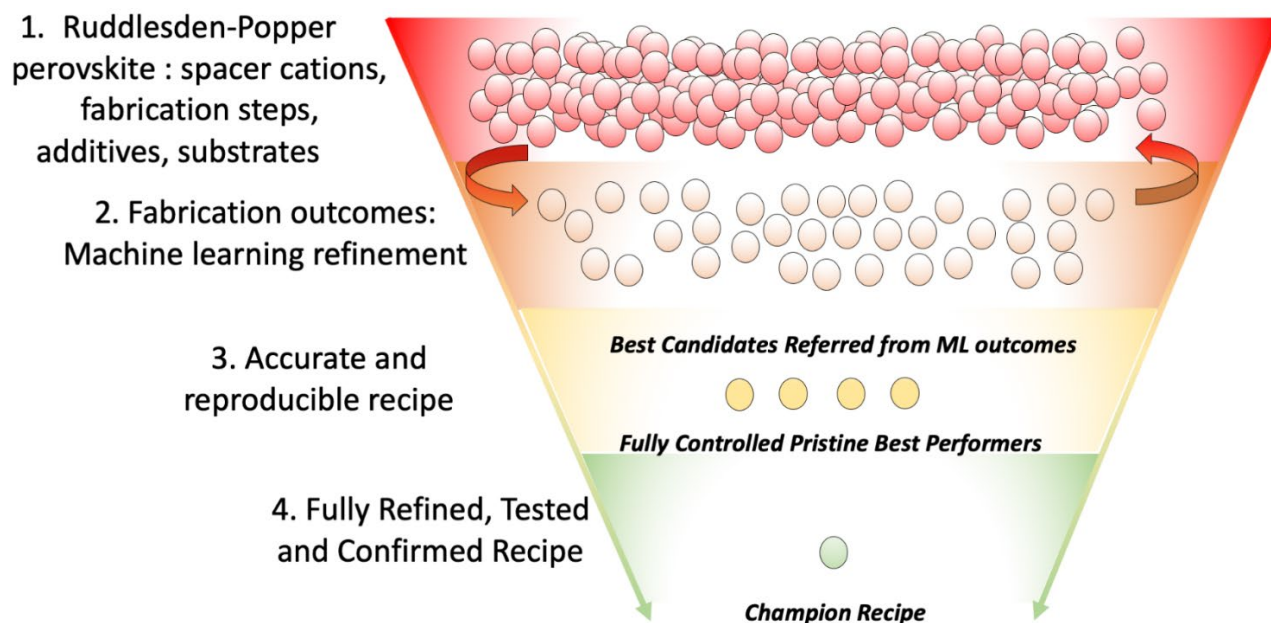 1. Ruddlesden-Popper
perovskite : spacer cations,
fabrication steps,
additives, substrates
2. Fabrication outcomes:
Machine learning refinement
3. Accurate and
reproducible recipe
Best Candidates Referred from ML outcomes
Fully Controlled Pristine Best Performers
4. Fully Refined, Tested
and Confirmed Recipe
Champion Recipe